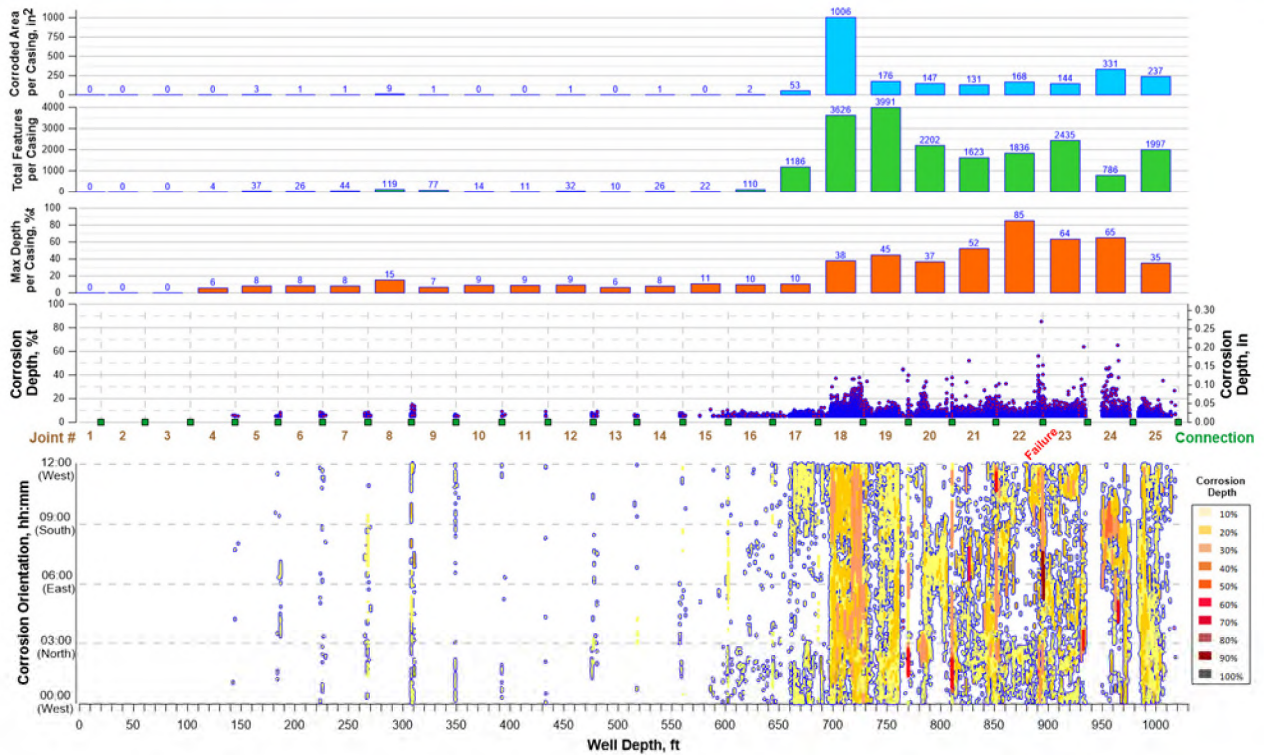 Corroded Area per Casing, in2
1000
750
500
250
0
0 0 0 0 3 1 1 9 1 0 0 1 0 1 0 2 53 1006 176 147 131 168 144 331 237
Total Features per Casing
4000
3000
2000
1000
0
0 0 0 4 37 26 44 119 77 14 11 32 10 26 22 110 1186 3626 3991 2202 1623 1836 2435 786 1997
Max Depth per Casing, %t
100
80
60
40
20
0
0 0 0 6 8 8 8 15 7 9 9 9 6 8 11 10 10 38 45 37 52 85 64 65 35
Corrosion Depth, %t
100
80
60
40
20
0
0.30
0.25
0.20
0.15
0.10
0.05
0.00
Corrosion Depth, in
Joint # 1 2 3 4 5 6 7 8 9 10 11 12 13 14 15 16 17 18 19 20 21 22 23 24 25 Connection
Failure
Corrosion Orientation, hh:mm
12:00
(West)
09:00
(South)
06:00
(East)
03:00
(North)
00:00
(West)
Corrosion Depth
10%
20%
30%
40%
50%
60%
70%
80%
90%
100%
0 50 100 150 200 250 300 350 400 450 500 550 600 650 700 750 800 850 900 950 1000
Well Depth, ft